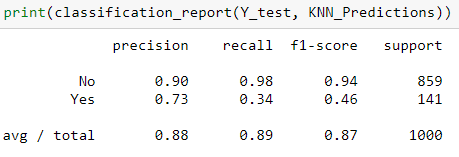 print(classification_report(Y_test, KNN_Predictions))
precision recall f1-score support
No 0.90 0.98 0.94 859
Yes 0.73 0.34 0.46 141
avg / total 0.88 0.89 0.87 1000